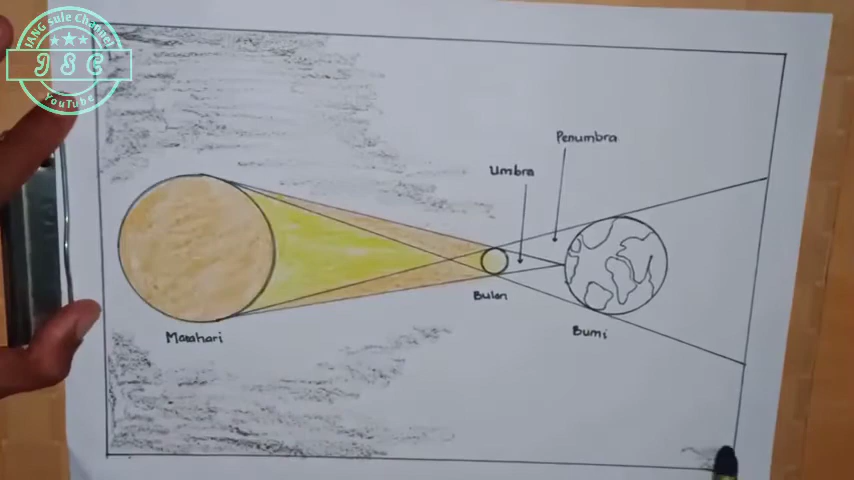 JANG Sule Channel
JSC
YouTube
Penumbra
Umbra
Bulan
Matahari
Bumi